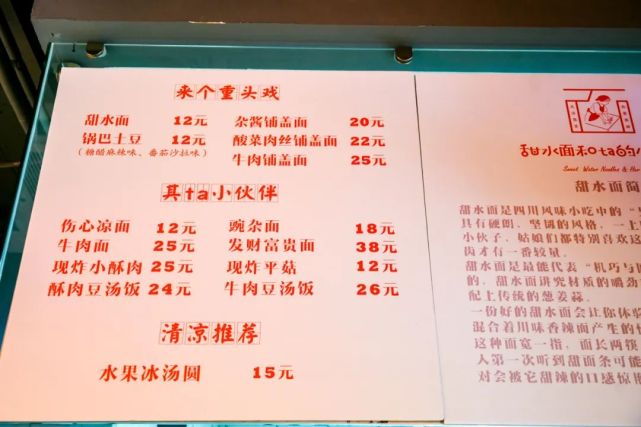 来个重头戏
甜水面 12元 杂酱铺盖面 20元
锅巴土豆 12元 酸菜肉丝铺盖面 22元
(糖醋麻辣味、番茄沙拉味)
牛肉铺盖面 25元
其ta小伙伴
伤心凉面 12元 豌杂面 18元
牛肉面 25元 发财富贵面 38元
现炸小酥肉 25元 现炸平菇 12元
酥肉豆汤饭 24元 牛肉豆汤饭 26元
清凉推荐
水果冰汤圆 15元
甜水面和ta的
Sweet Water Noodles & Her
甜水面简
甜水面是四川风味小吃中的
具有硬朗、坚韧的风格，一上
小伙子，姑娘们都特别喜欢这
齿才有一番较量。
甜水面是最能代表“机巧与
的，甜水面讲究材质的嚼劲
配上传统的葱姜蒜。
一份好的甜水面会让你体验
混合着川味香辣面产生的
这种面宽一指，面长两筷
人第一次听到甜面条可能
对会被它甜辣的口感惊